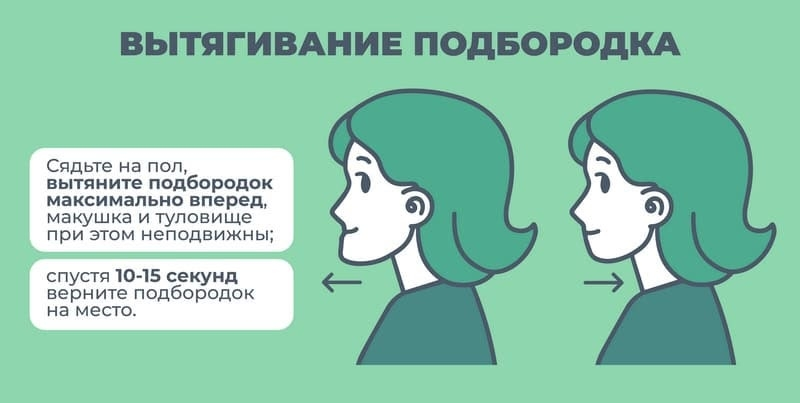 ВЫТЯГИВАНИЕ ПОДБОРОДКА
Сядьте на пол,
вытяните подбородок
максимально вперед,
макушка и туловище
при этом неподвижны;
спустя 10-15 секунд
верните подбородок
на место.